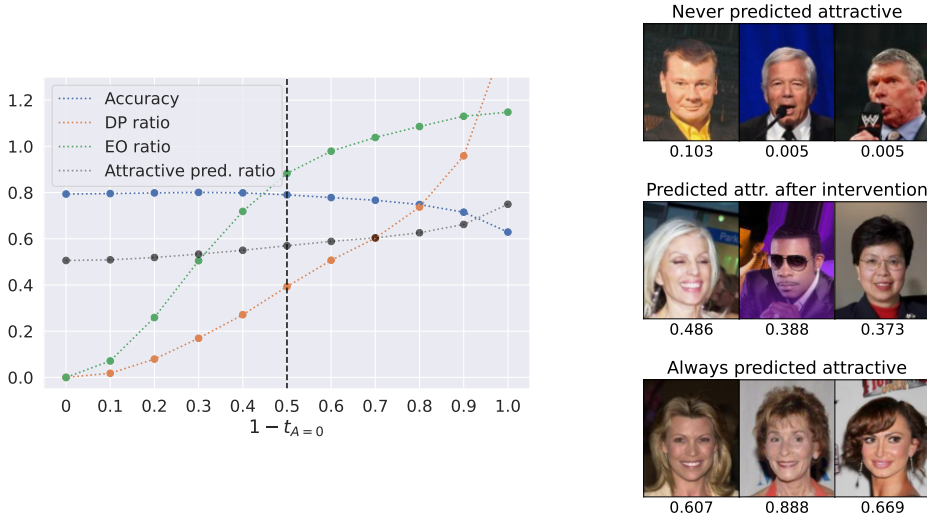 1.2
1.0
0.8
0.6
0.4
0.2
0.0
Accuracy
DP ratio
EO ratio
Attractive pred. ratio
0 0.1 0.2 0.3 0.4 0.5 0.6 0.7 0.8 0.9 1.0
1 − t_{A=0}
Never predicted attractive
0.103 0.005 0.005
Predicted attr. after intervention
Park
0.486 0.388 0.373
Always predicted attractive
0.607 0.888 0.669